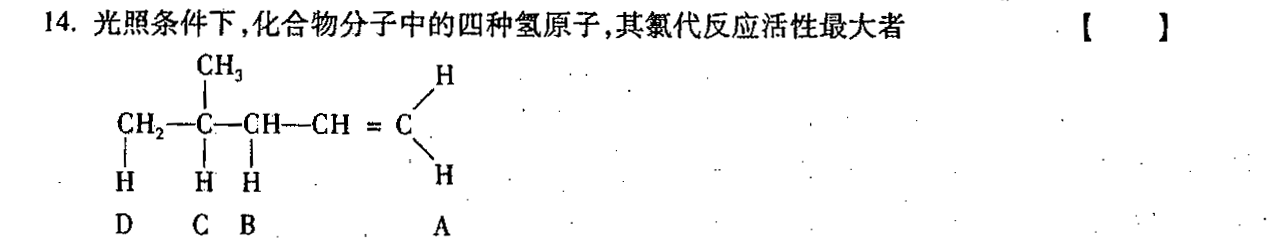 14. 光照条件下,化合物分子中的四种氢原子,其氯代反应活性最大者 【 】
CH₃ H
CH₂—C—CH—CH = C
H H H H
D C B A